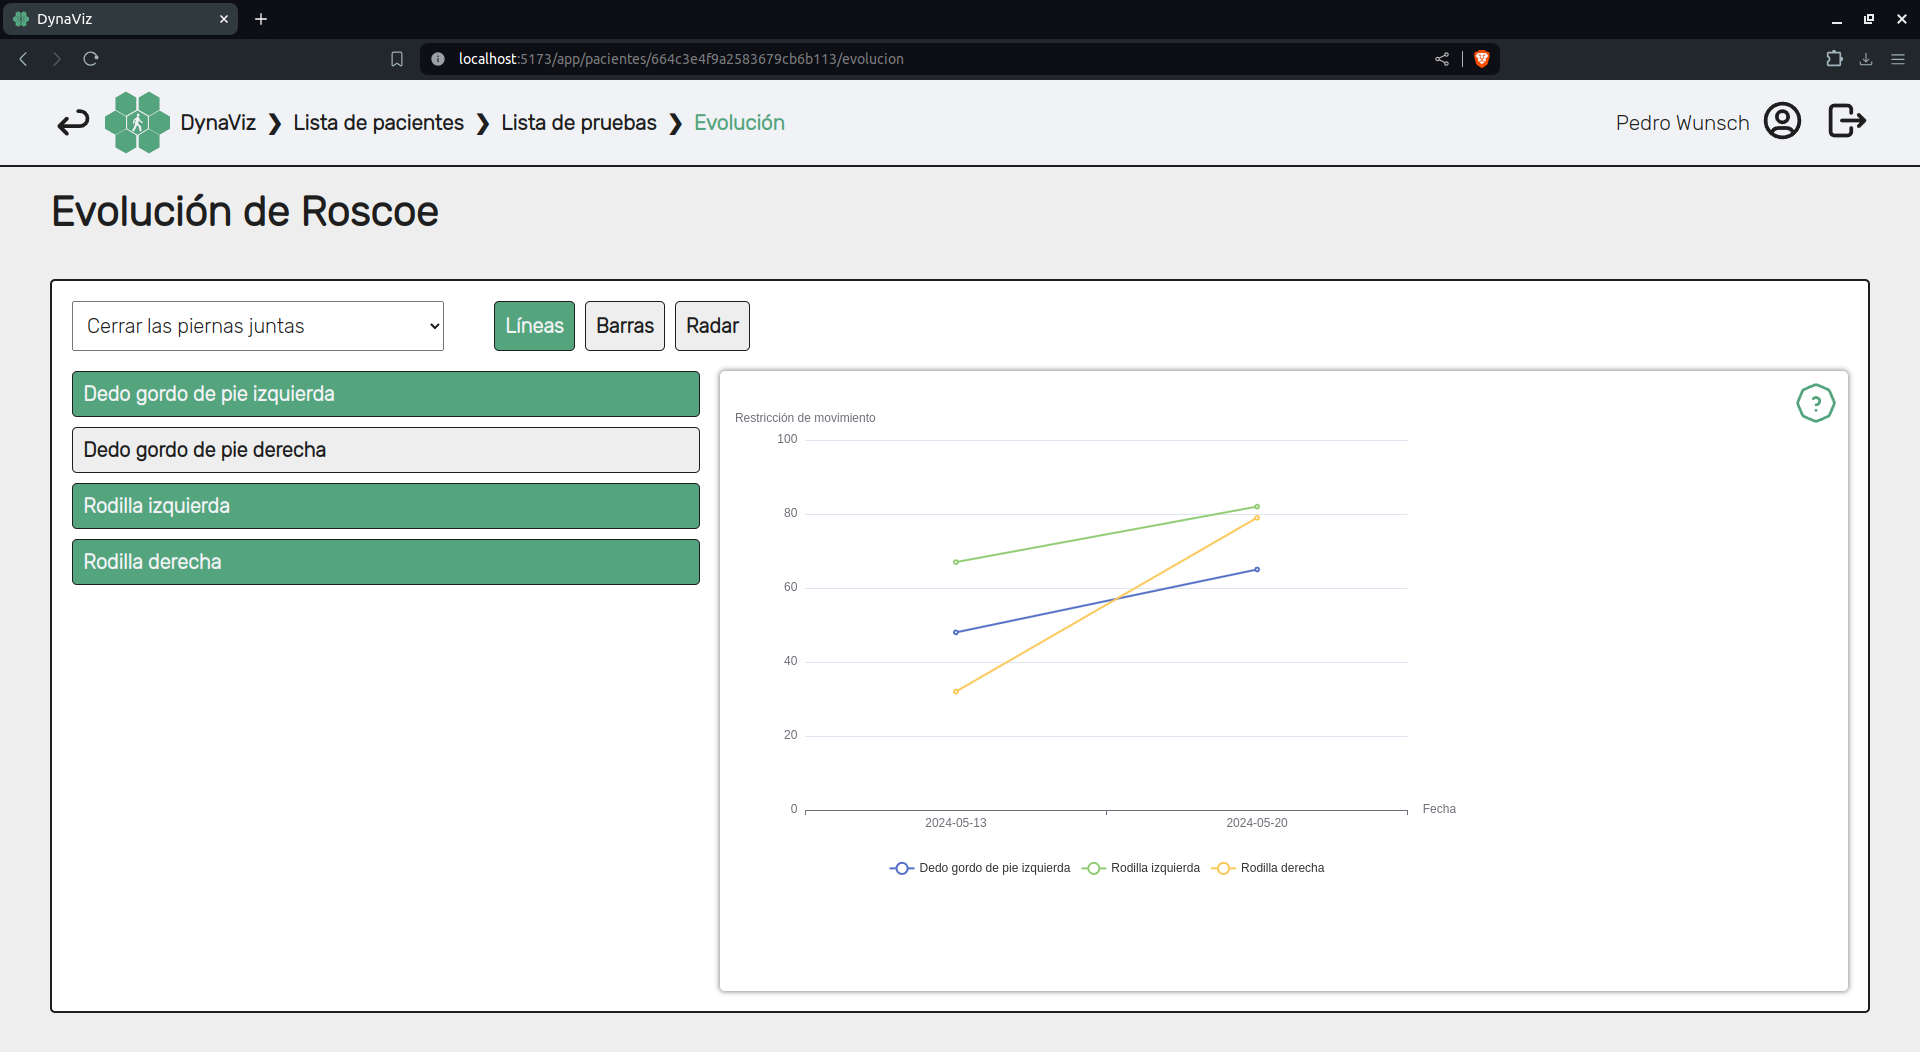 DynaViz
localhost:5173/app/pacientes/664c3e4f9a2583679cb6b113/evolucion
DynaViz ❯ Lista de pacientes ❯ Lista de pruebas ❯ Evolución
Pedro Wunsch
Evolución de Roscoe
Cerrar las piernas juntas
Líneas Barras Radar
Dedo gordo de pie izquierda
Dedo gordo de pie derecha
Rodilla izquierda
Rodilla derecha
?
Restricción de movimiento
100
80
60
40
20
0
Fecha
2024-05-13 2024-05-20
Dedo gordo de pie izquierda Rodilla izquierda Rodilla derecha